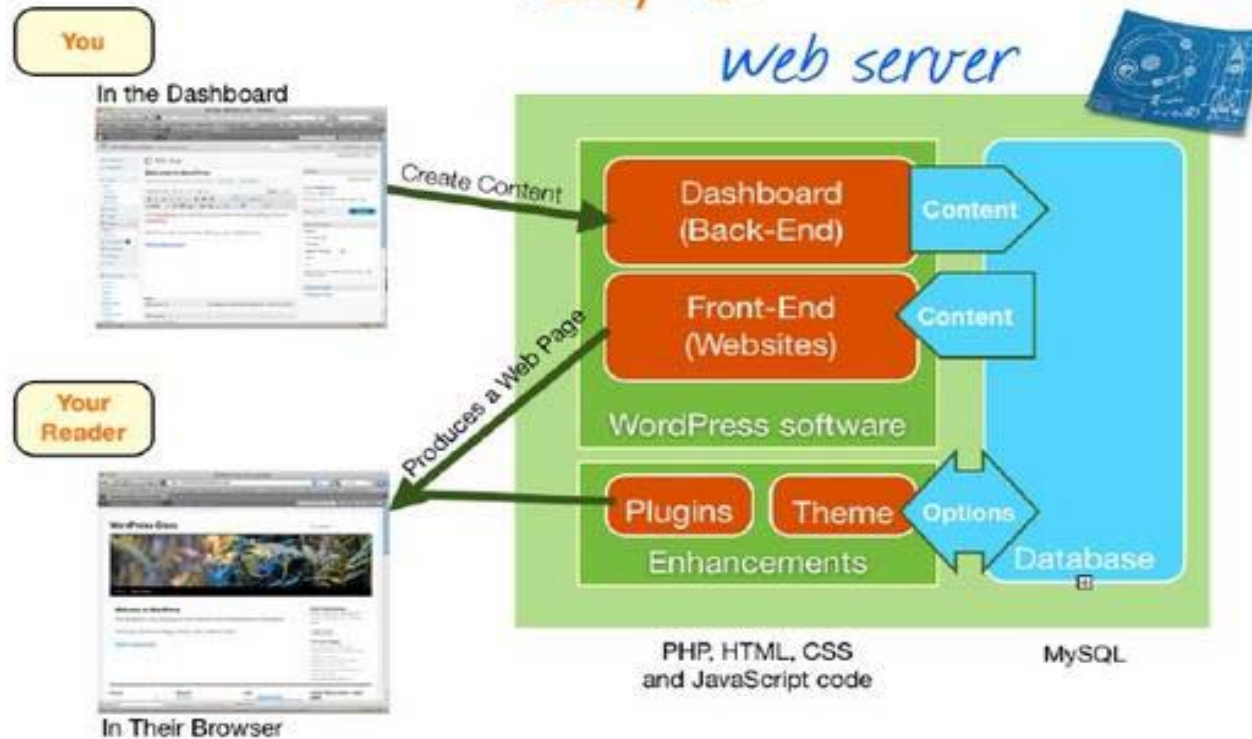 web server
You
In the Dashboard
Create Content
Dashboard
(Back-End)
Content
Front-End
(Websites)
Content
Produces a Web Page
WordPress software
Your
Reader
Plugins
Theme
Options
Enhancements
Database
PHP, HTML, CSS
and JavaScript code
MySQL
In Their Browser